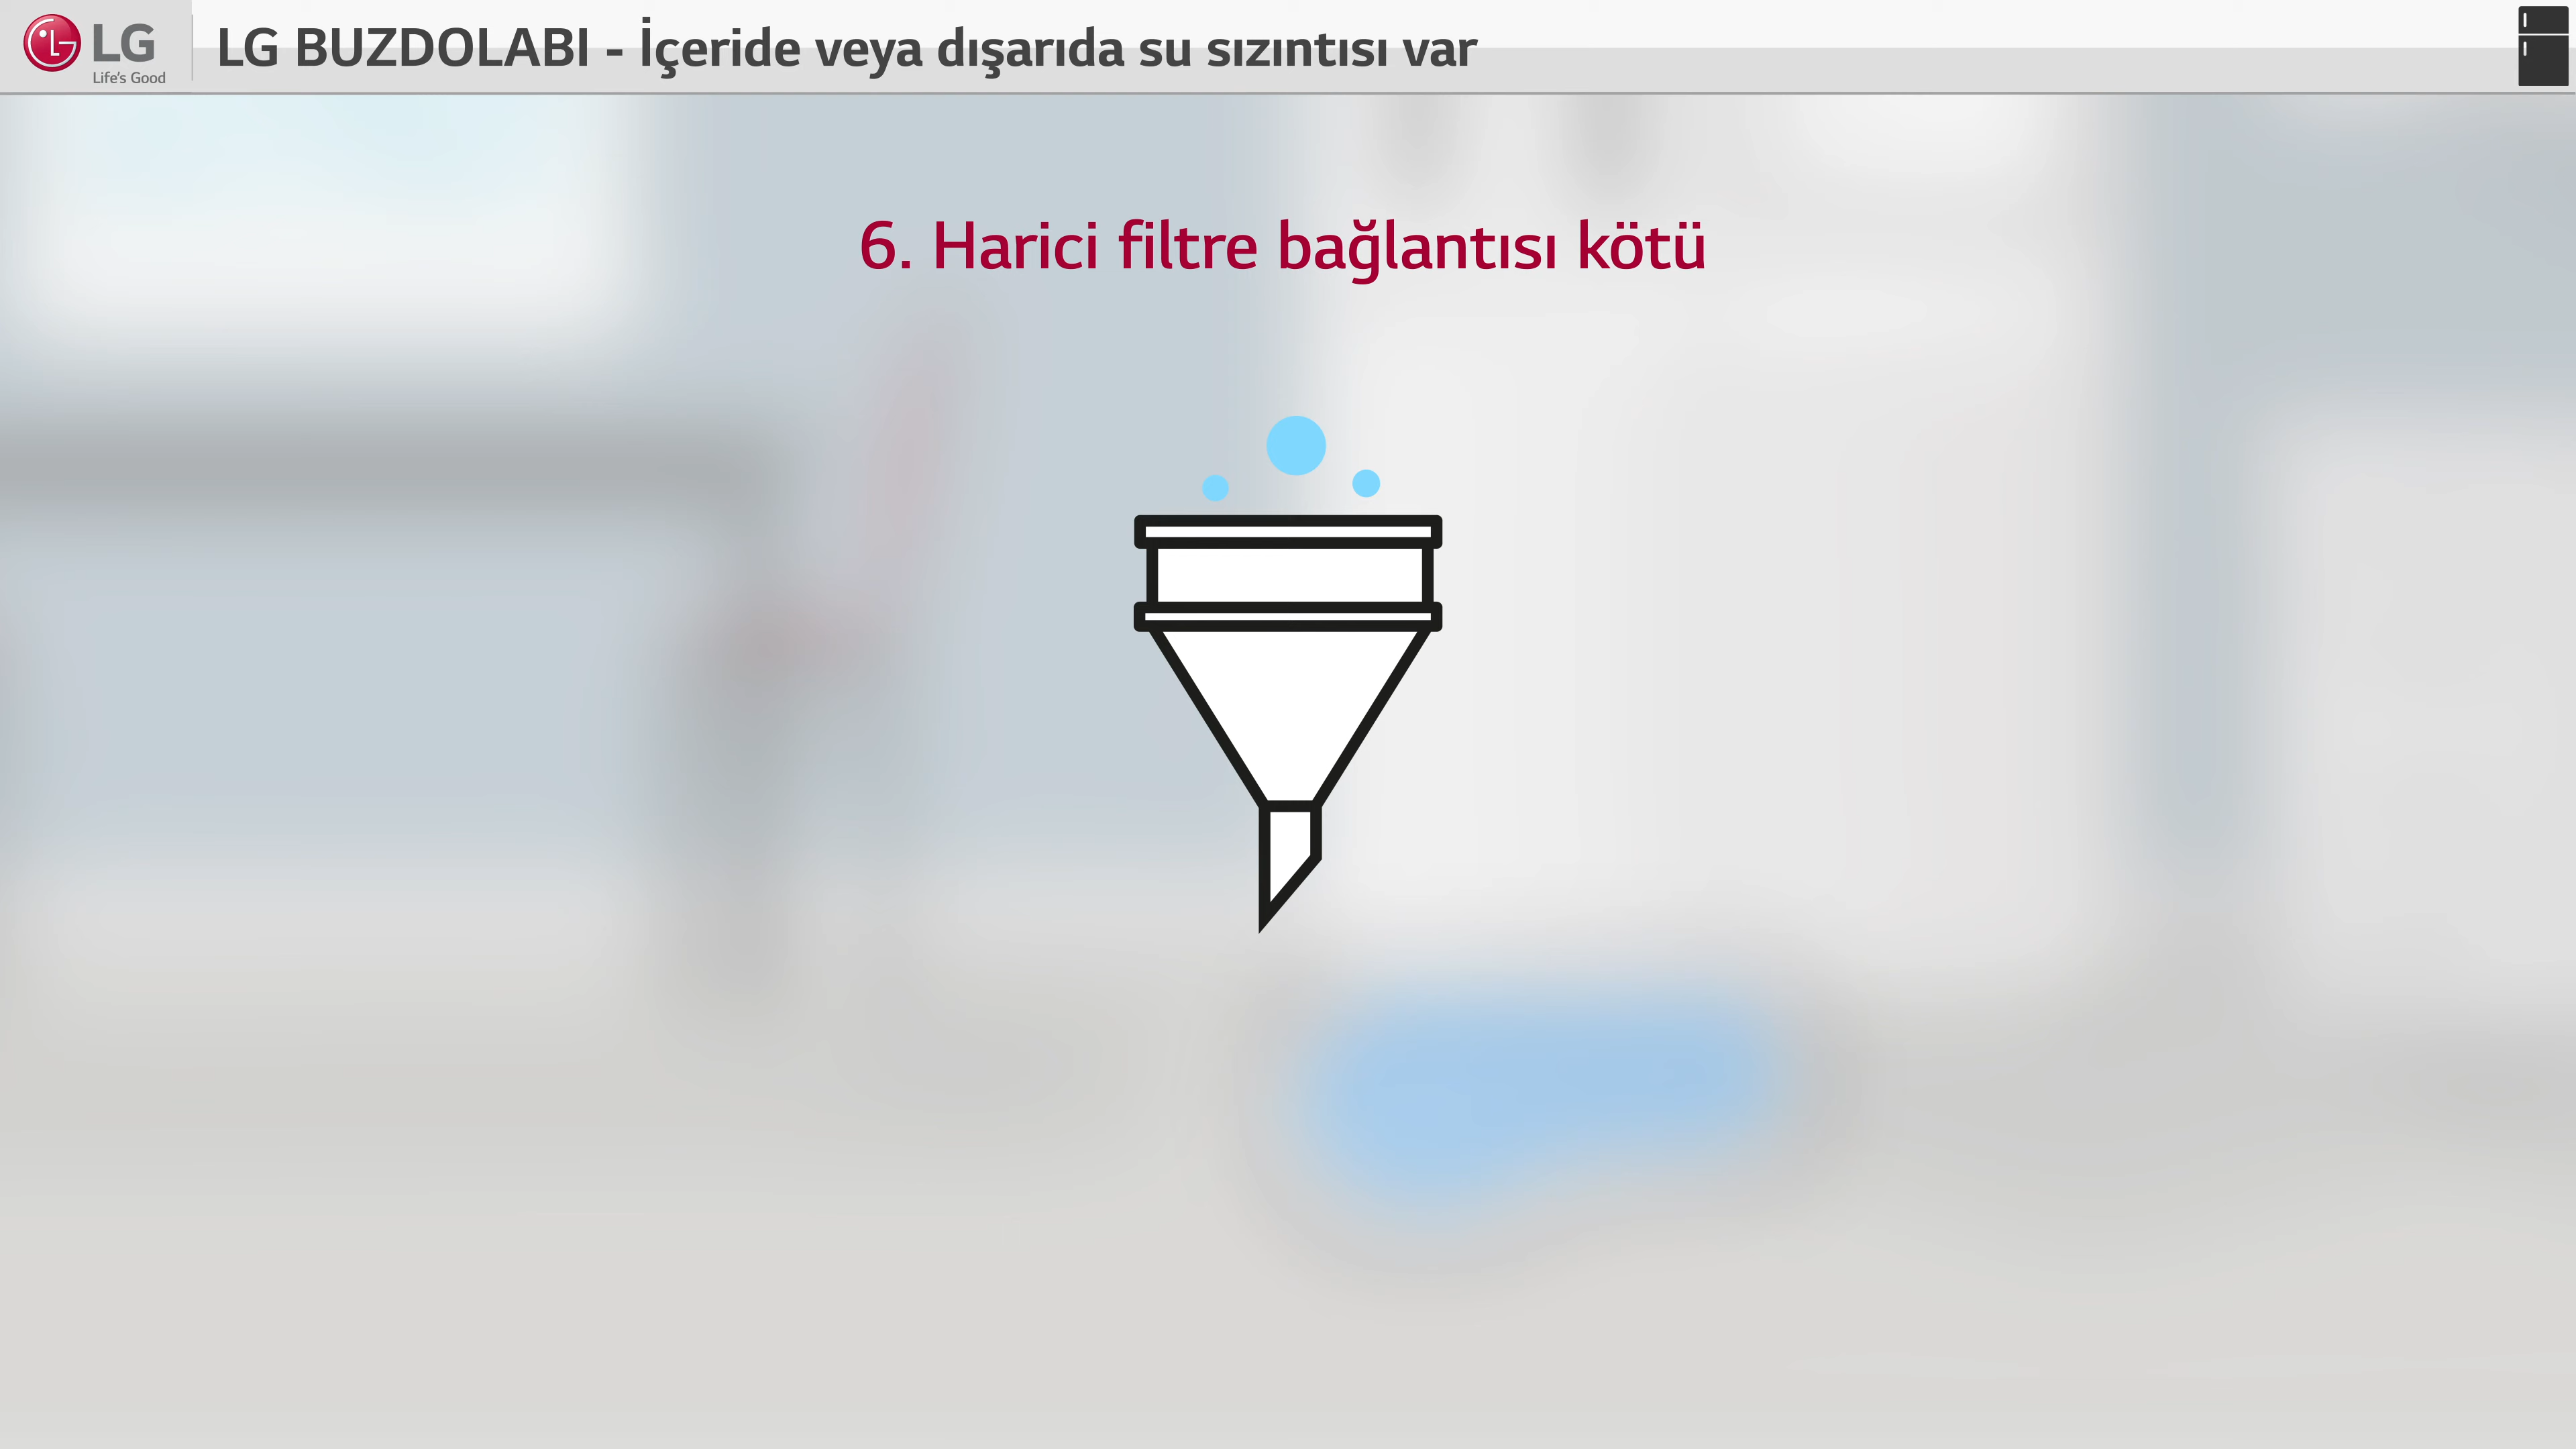 LG
Life's Good
LG BUZDOLABI - İçeride veya dışarıda su sızıntısı var
6. Harici filtre bağlantısı kötü